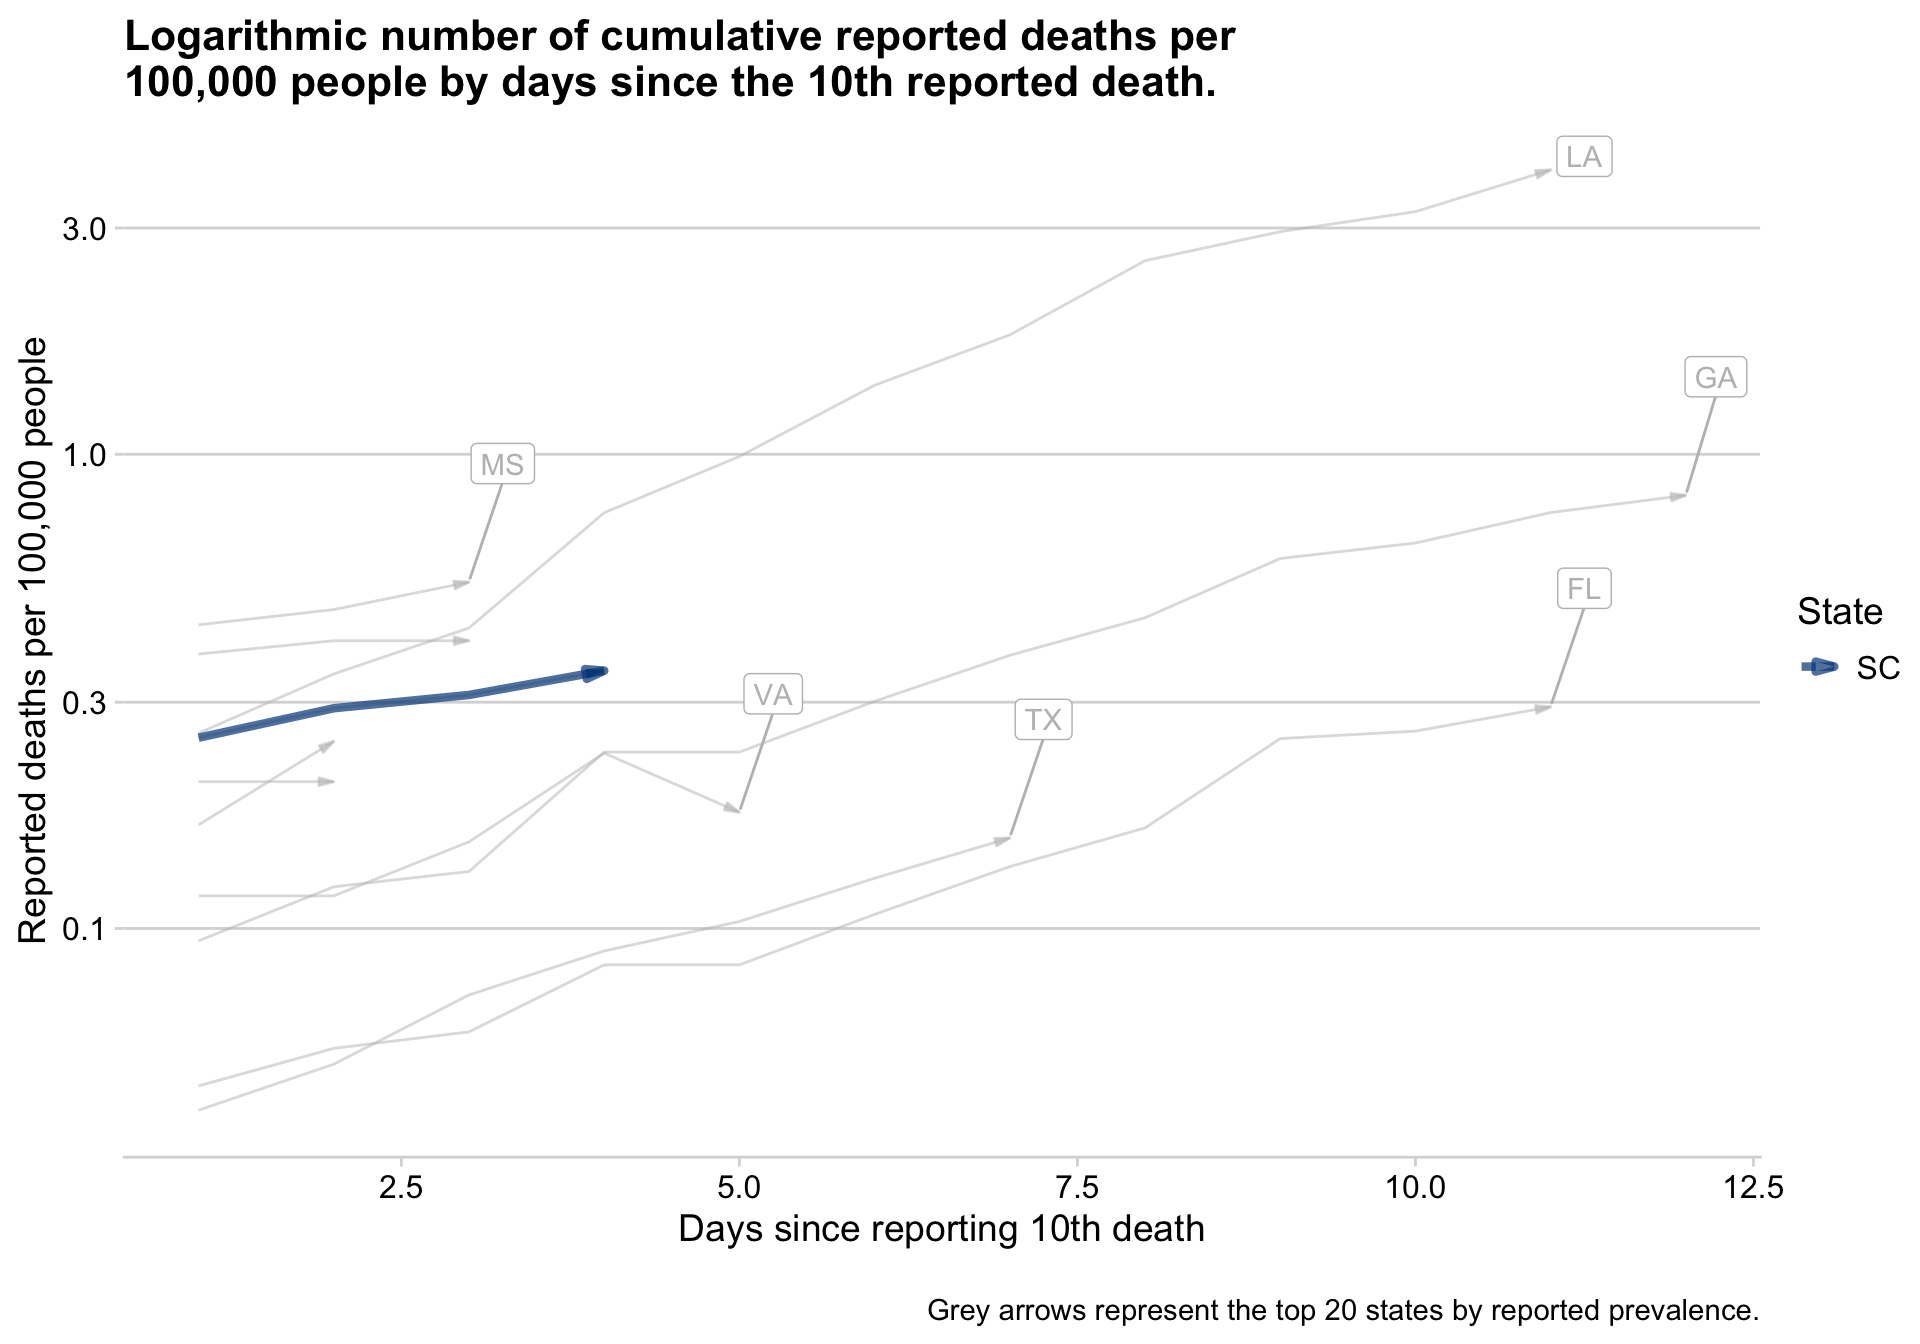 Logarithmic number of cumulative reported deaths per
100,000 people by days since the 10th reported death.
LA
3.0
GA
1.0
MS
FL
State
SC
VA
0.3
TX
0.1
Reported deaths per 100,000 people
2.5 5.0 7.5 10.0 12.5
Days since reporting 10th death
Grey arrows represent the top 20 states by reported prevalence.